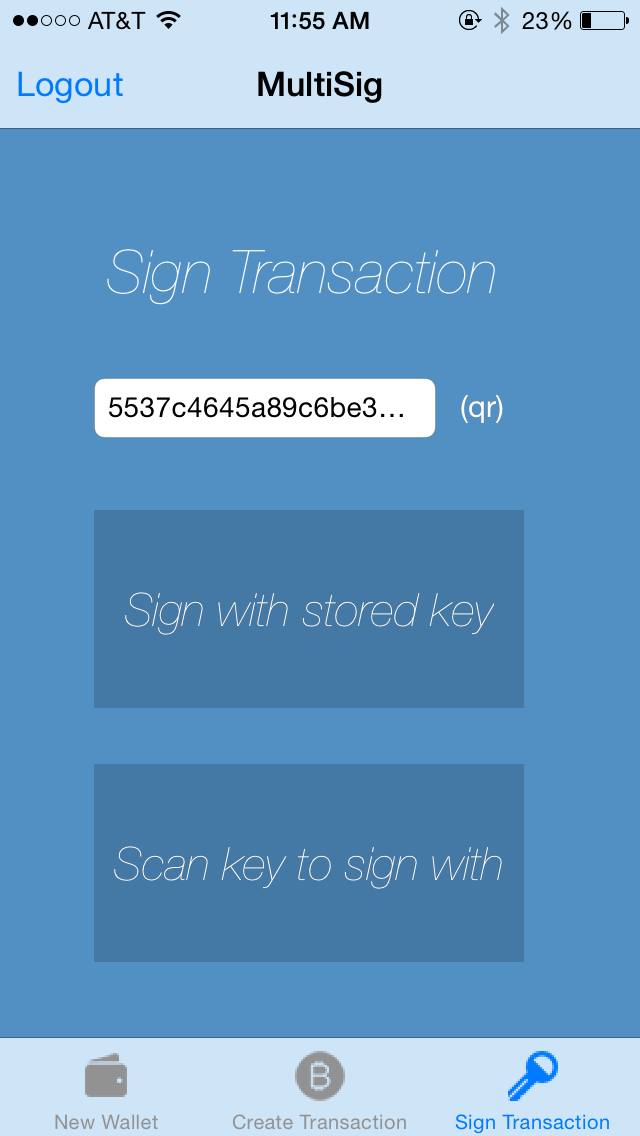 AT&T 11:55 AM 23%
Logout MultiSig
Sign Transaction
5537c4645a89c6be3... (qr)
Sign with stored key
Scan key to sign with
New Wallet Create Transaction Sign Transaction